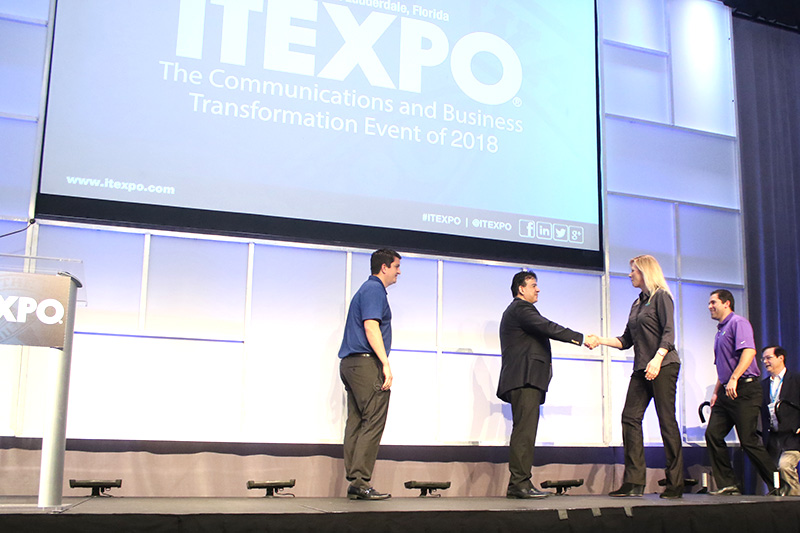 Lauderdale, Florida
ITEXPO®
The Communications and Business
Transformation Event of 2018
www.itexpo.com
#ITEXPO | @ITEXPO
XPO